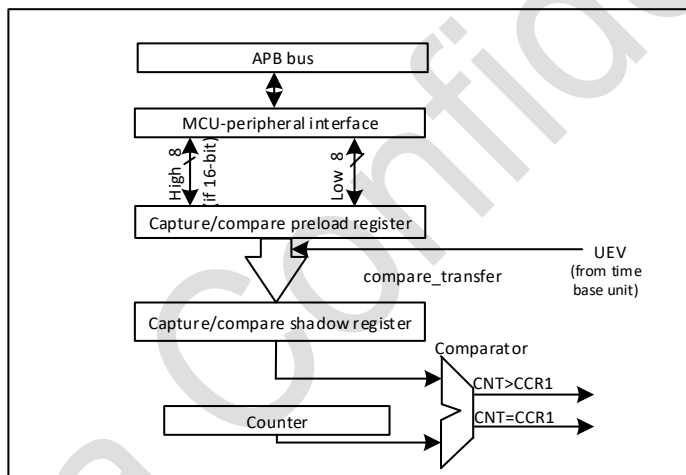 APB bus
MCU-peripheral interface
High 8
(if 16-bit)
Low 8
Capture/compare preload register
UEV
(from time
base unit)
compare_transfer
Capture/compare shadow register
Comparator
CNT>CCR1
CNT=CCR1
Counter